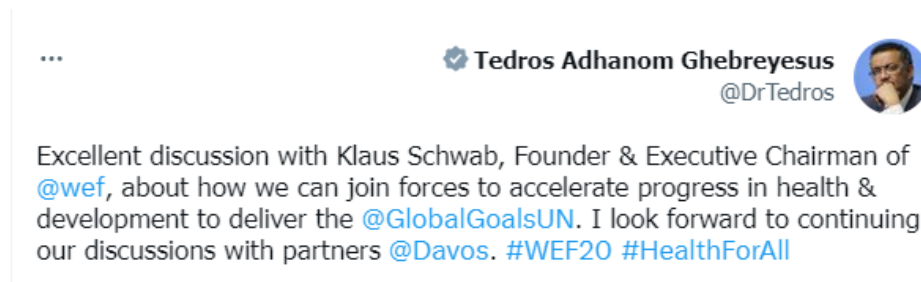 Tedros Adhanom Ghebreyesus
@DrTedros
Excellent discussion with Klaus Schwab, Founder & Executive Chairman of
@wef, about how we can join forces to accelerate progress in health &
development to deliver the @GlobalGoalsUN. I look forward to continuing
our discussions with partners @Davos. #WEF20 #HealthForAll